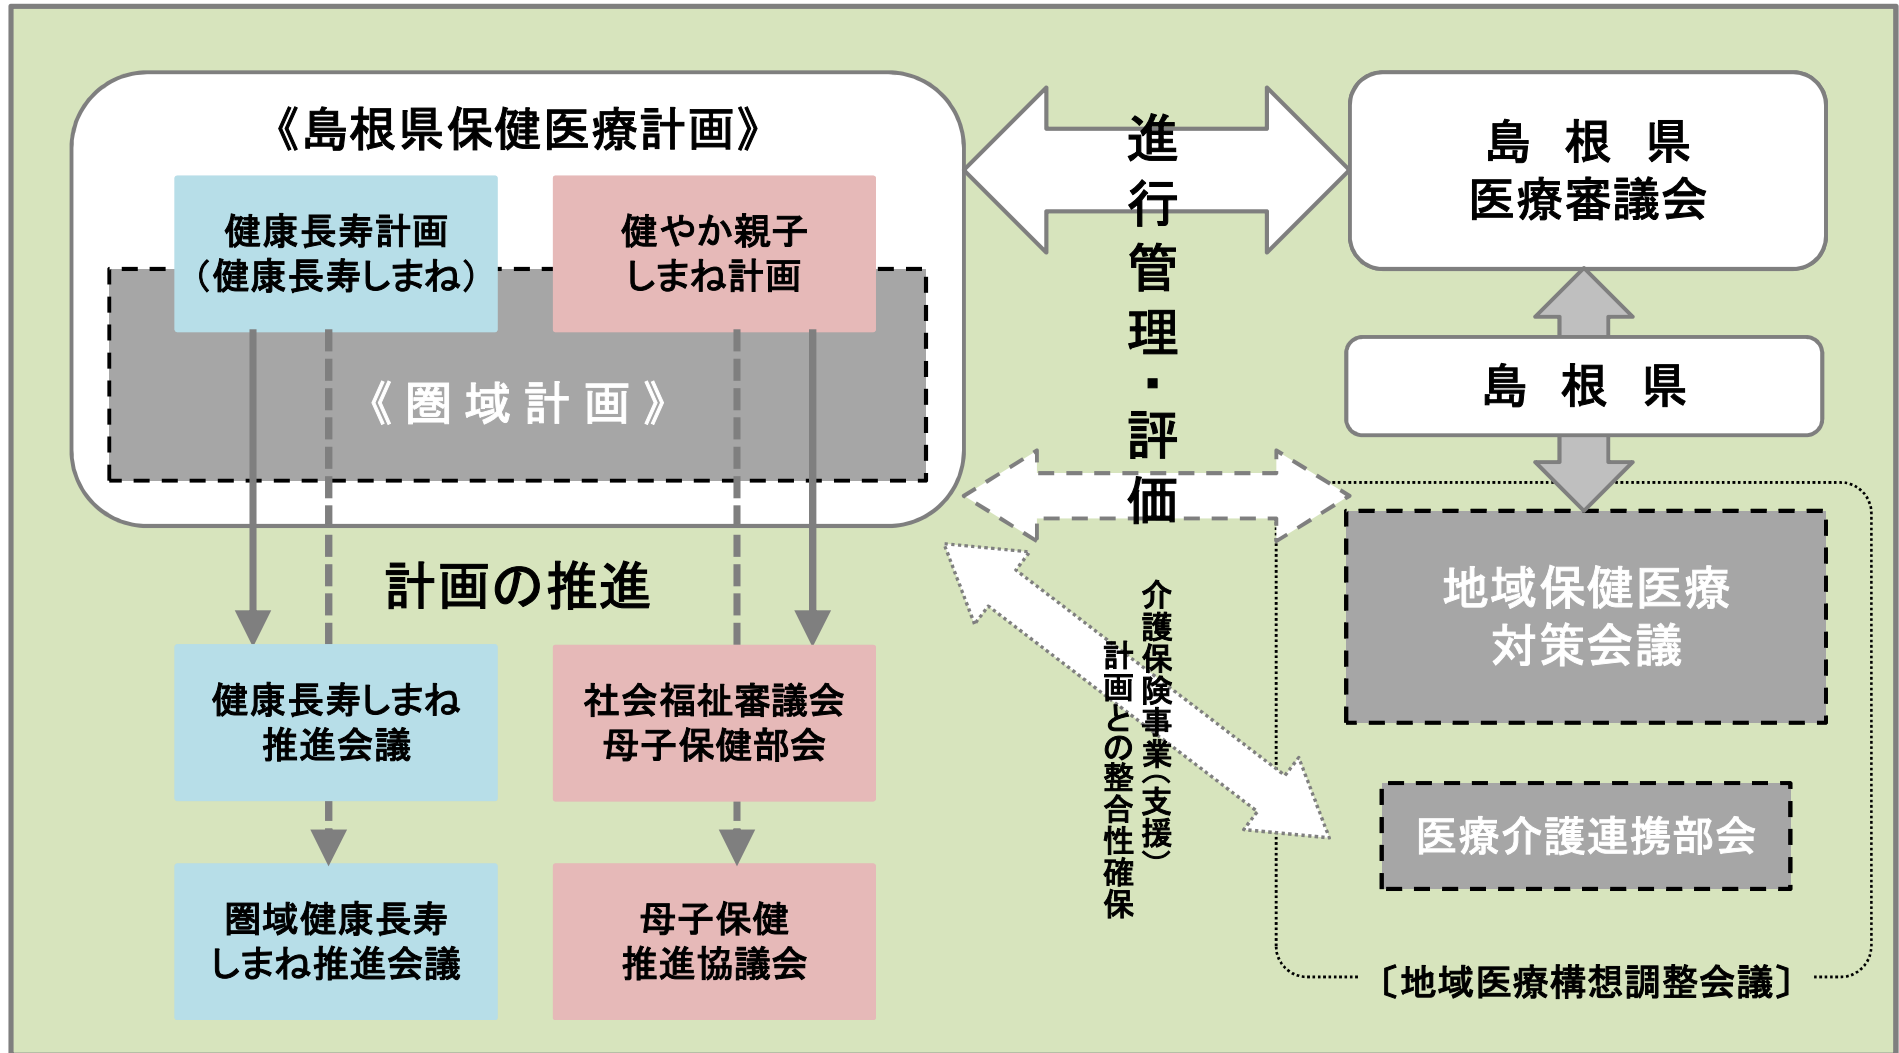 《島根県保健医療計画》
健康長寿計画
（健康長寿しまね）
健やか親子
しまね計画
《圏域計画》
計画の推進
健康長寿しまね
推進会議
社会福祉審議会
母子保健部会
圏域健康長寿
しまね推進会議
母子保健
推進協議会
進行管理・評価
介護保険事業（支援）
計画との整合性確保
島根県
医療審議会
島根県
地域保健医療
対策会議
医療介護連携部会
〔地域医療構想調整会議〕